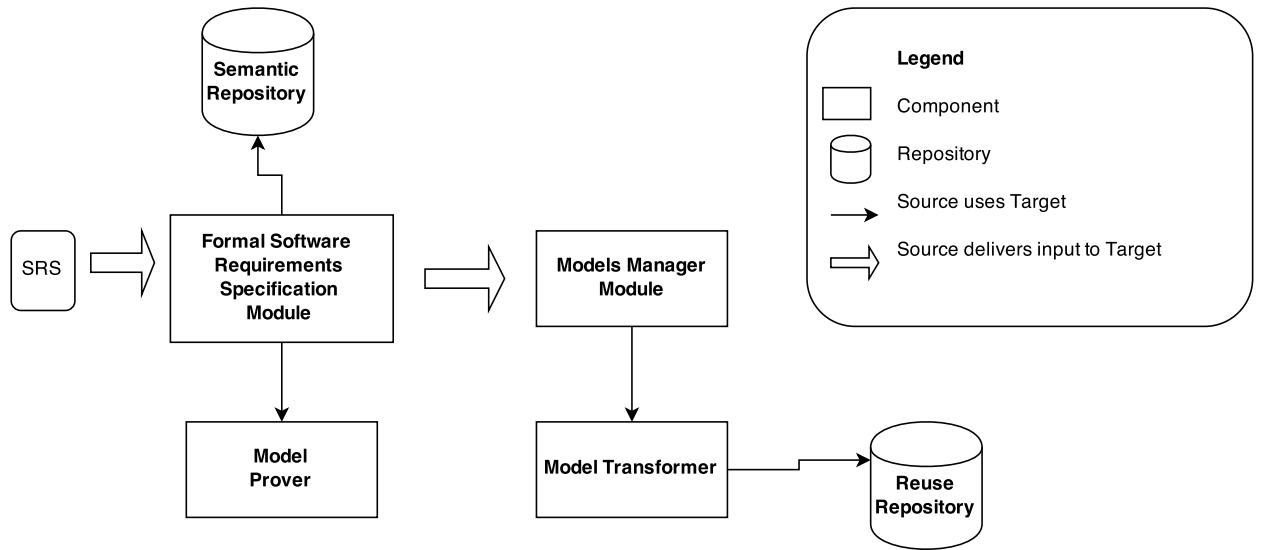 Semantic
Repository
Legend
Component
Repository
Source uses Target
Source delivers input to Target
SRS
Formal Software
Requirements
Specification
Module
Models Manager
Module
Model
Prover
Model Transformer
Reuse
Repository